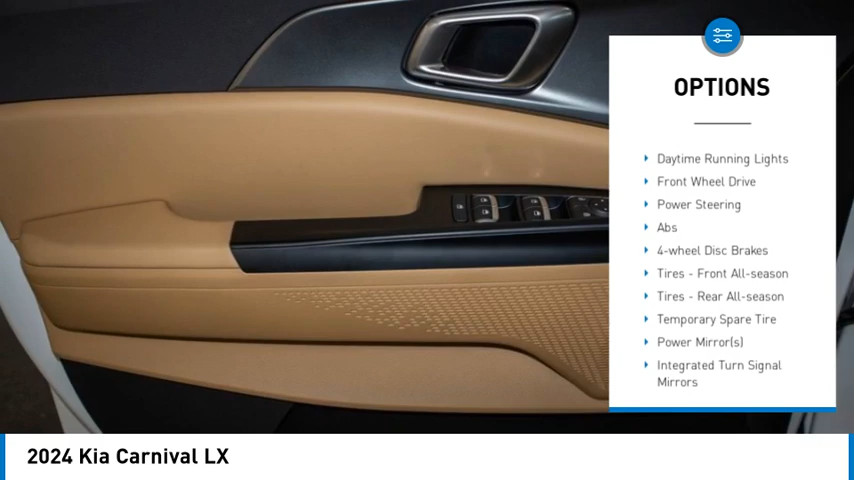 OPTIONS
Daytime Running Lights
Front Wheel Drive
Power Steering
Abs
4-wheel Disc Brakes
Tires - Front All-season
Tires - Rear All-season
Temporary Spare Tire
Power Mirror(s)
Integrated Turn Signal
Mirrors
2024 Kia Carnival LX